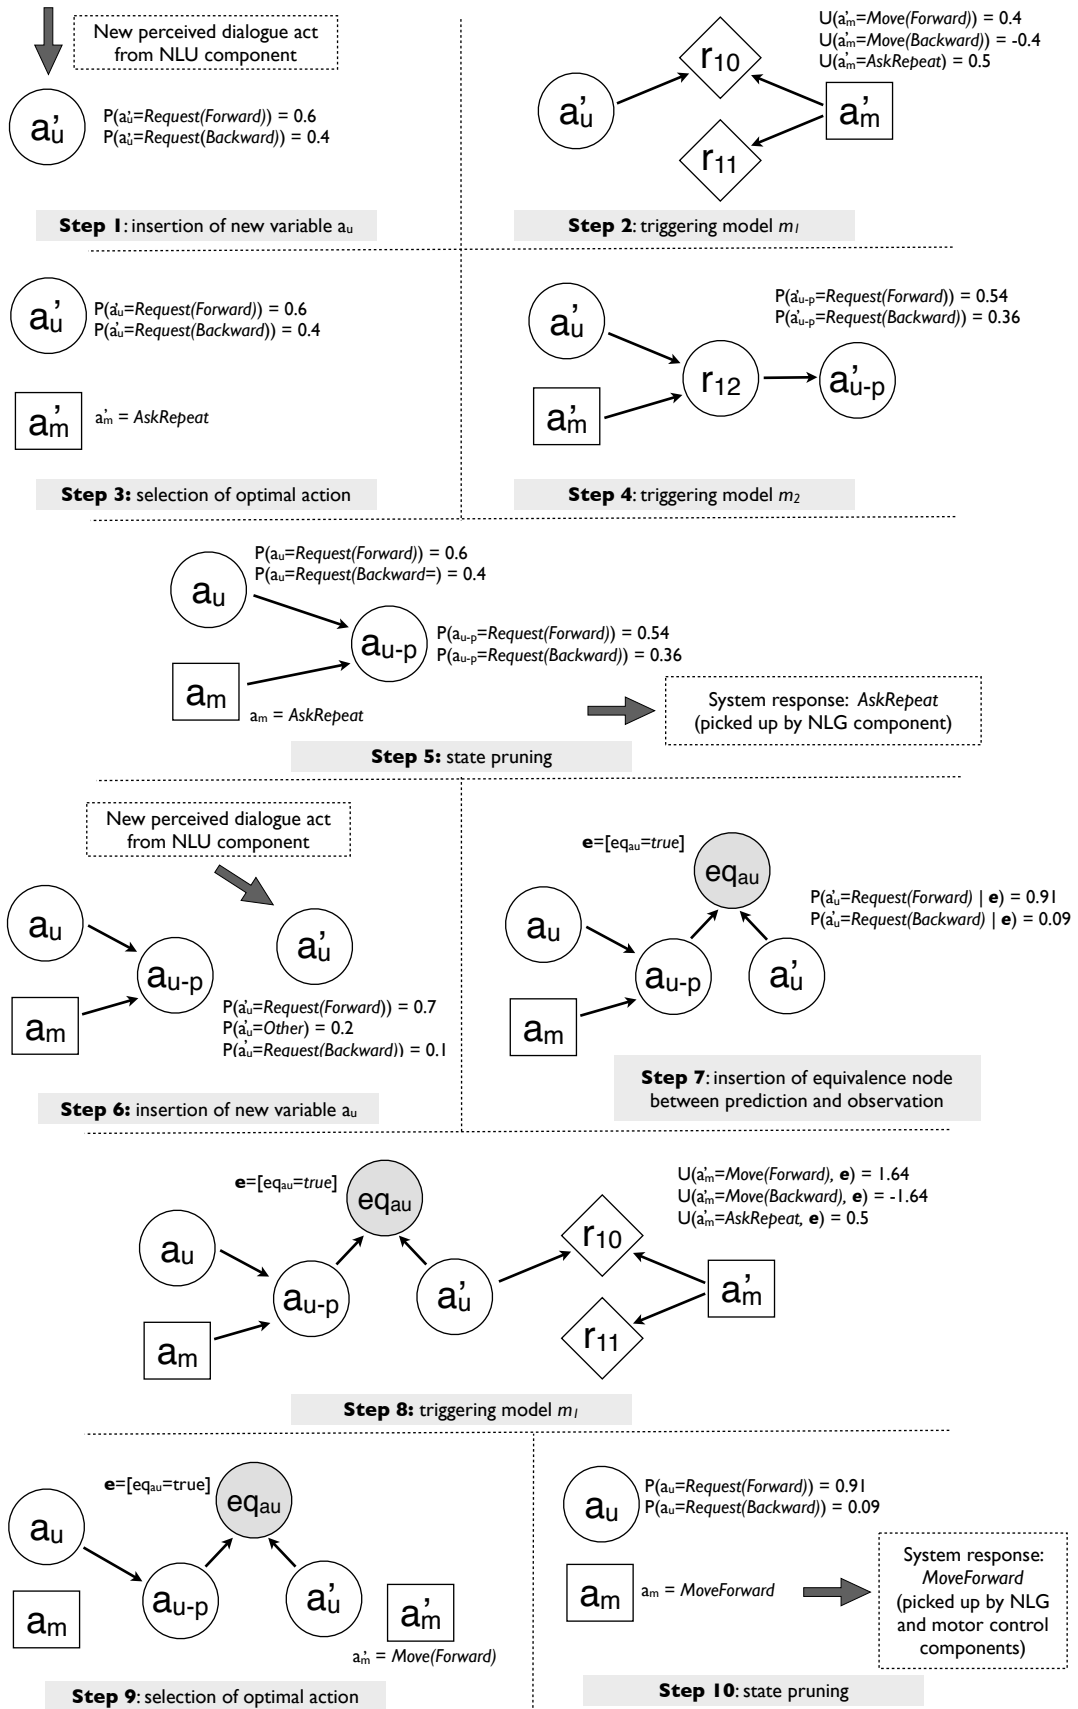 New perceived dialogue act
from NLU component
a'u
P(a'u=Request(Forward)) = 0.6
P(a'u=Request(Backward)) = 0.4
Step 1: insertion of new variable au
U(a'm=Move(Forward)) = 0.4
U(a'm=Move(Backward)) = -0.4
U(a'm=AskRepeat) = 0.5
r10
a'u
a'm
r11
Step 2: triggering model m1
a'u
P(a'u=Request(Forward)) = 0.6
P(a'u=Request(Backward)) = 0.4
a'm
a'm = AskRepeat
Step 3: selection of optimal action
P(a'u-p=Request(Forward)) = 0.54
P(a'u-p=Request(Backward)) = 0.36
a'u
r12
a'u-p
a'm
Step 4: triggering model m2
P(au=Request(Forward)) = 0.6
P(au=Request(Backward=) = 0.4
au
au-p
P(au-p=Request(Forward)) = 0.54
P(au-p=Request(Backward)) = 0.36
am
am = AskRepeat
System response: AskRepeat
(picked up by NLG component)
Step 5: state pruning
New perceived dialogue act
from NLU component
au
a'u
au-p
am
P(a'u=Request(Forward)) = 0.7
P(a'u=Other) = 0.2
P(a'u=Request(Backward)) = 0.1
Step 6: insertion of new variable au
e=[eqau=true]
eqau
P(a'u=Request(Forward) | e) = 0.91
P(a'u=Request(Backward) | e) = 0.09
au
au-p
a'u
am
Step 7: insertion of equivalence node
between prediction and observation
e=[eqau=true]
eqau
U(a'm=Move(Forward), e) = 1.64
U(a'm=Move(Backward), e) = -1.64
U(a'm=AskRepeat, e) = 0.5
au
r10
au-p
a'u
a'm
am
r11
Step 8: triggering model m1
e=[eqau=true]
eqau
au
au-p
a'u
am
a'm
a'm = Move(Forward)
Step 9: selection of optimal action
au
P(au=Request(Forward)) = 0.91
P(au=Request(Backward)) = 0.09
am
am = MoveForward
System response:
MoveForward
(picked up by NLG
and motor control
components)
Step 10: state pruning